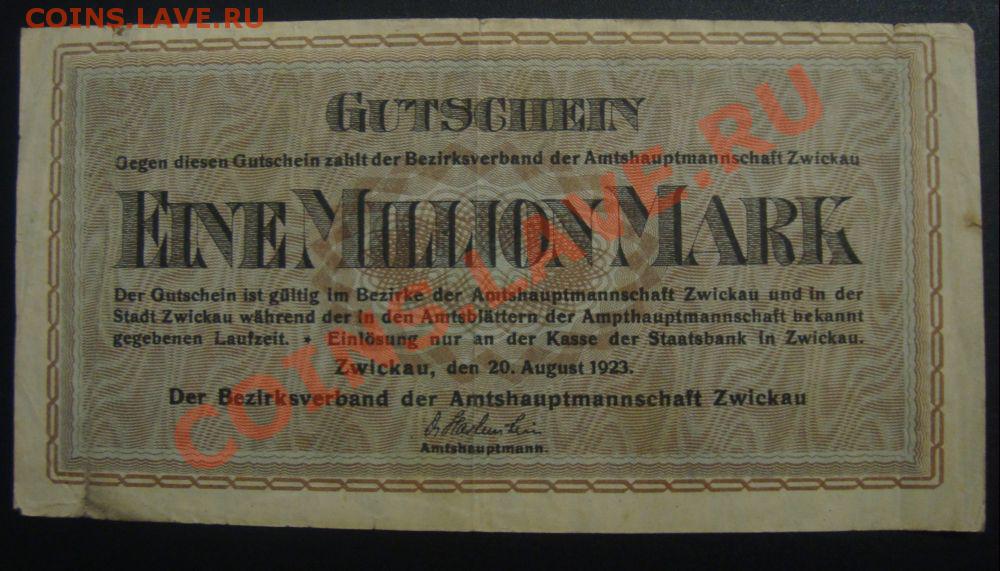 COINS.LAVE.RU
GUTSCHEIN
Gegen diesen Gutschein zahlt der Bezirksverband der Amtshauptmannschaft Zwickau
EINE MILLION MARK
Der Gutschein ist gültig im Bezirke der Amtshauptmannschaft Zwickau und in der
Stadt Zwickau während der in den Amtsblättern der Ampthauptmannschaft bekannt
gegebenen Laufzeit. * Einlösung nur an der Kasse der Staatsbank in Zwickau.
Zwickau, den 20. August 1923.
Der Bezirksverband der Amtshauptmannschaft Zwickau
Amtshauptmann.
COINS.LAVE.RU